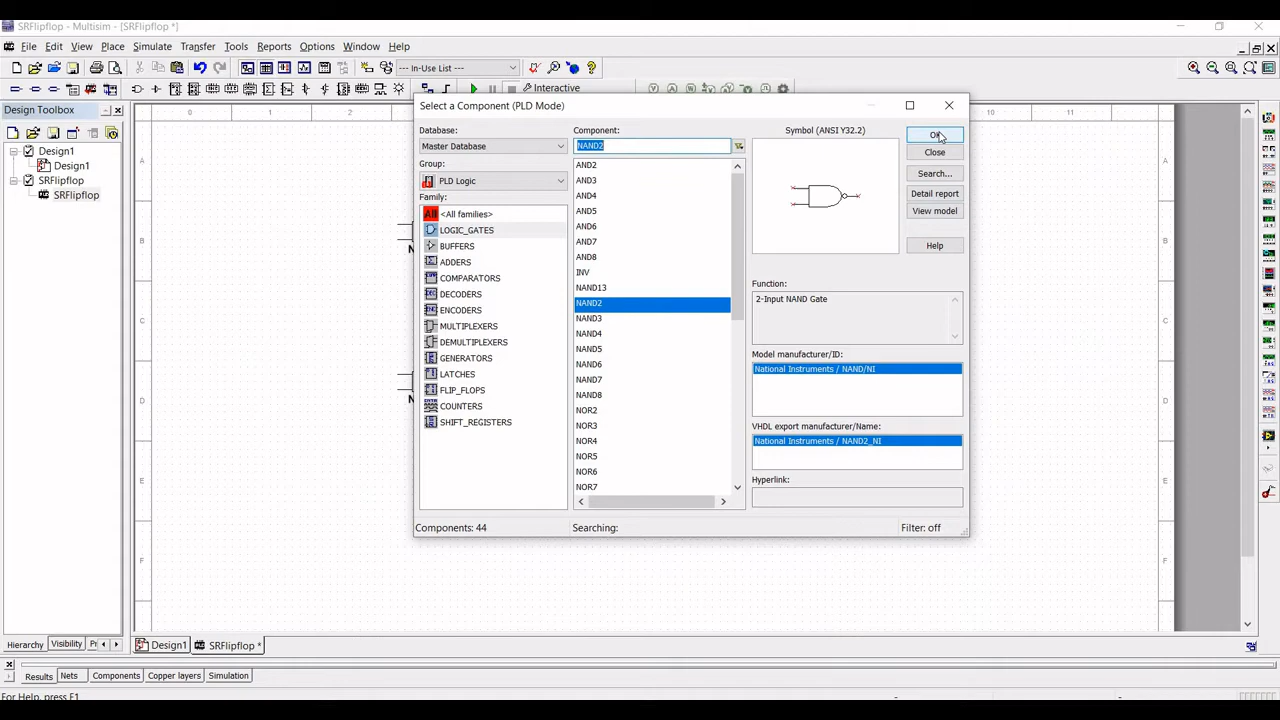 SRFlipflop - Multisim - [SRFlipflop *]
File Edit View Place Simulate Transfer Tools Reports Options Window Help
--- In-Use List ---
Interactive
Design Toolbox
Design1
Design1
SRFlipflop
SRFlipflop
0 1 2 10 11
A
B
C
D
E
F
A
B
C
D
E
F
N
N
Select a Component (PLD Mode)
Database:
Master Database
Group:
PLD Logic
Family:
All <All families>
LOGIC_GATES
BUFFERS
ADDERS
COMPARATORS
DECODERS
ENCODERS
MULTIPLEXERS
DEMULTIPLEXERS
GENERATORS
LATCHES
FLIP_FLOPS
COUNTERS
SHIFT_REGISTERS
Component:
NAND2
AND2
AND3
AND4
AND5
AND6
AND7
AND8
INV
NAND13
NAND2
NAND3
NAND4
NAND5
NAND6
NAND7
NAND8
NOR2
NOR3
NOR4
NOR5
NOR6
NOR7
Symbol (ANSI Y32.2)
Function:
2-Input NAND Gate
Model manufacturer/ID:
National Instruments / NAND/NI
VHDL export manufacturer/Name:
National Instruments / NAND2_NI
Hyperlink:
Close
Search...
Detail report
View model
Help
Components: 44 Searching: Filter: off
Hierarchy Visibility
Design1 SRFlipflop *
Results Nets Components Copper layers Simulation
For Help, press F1